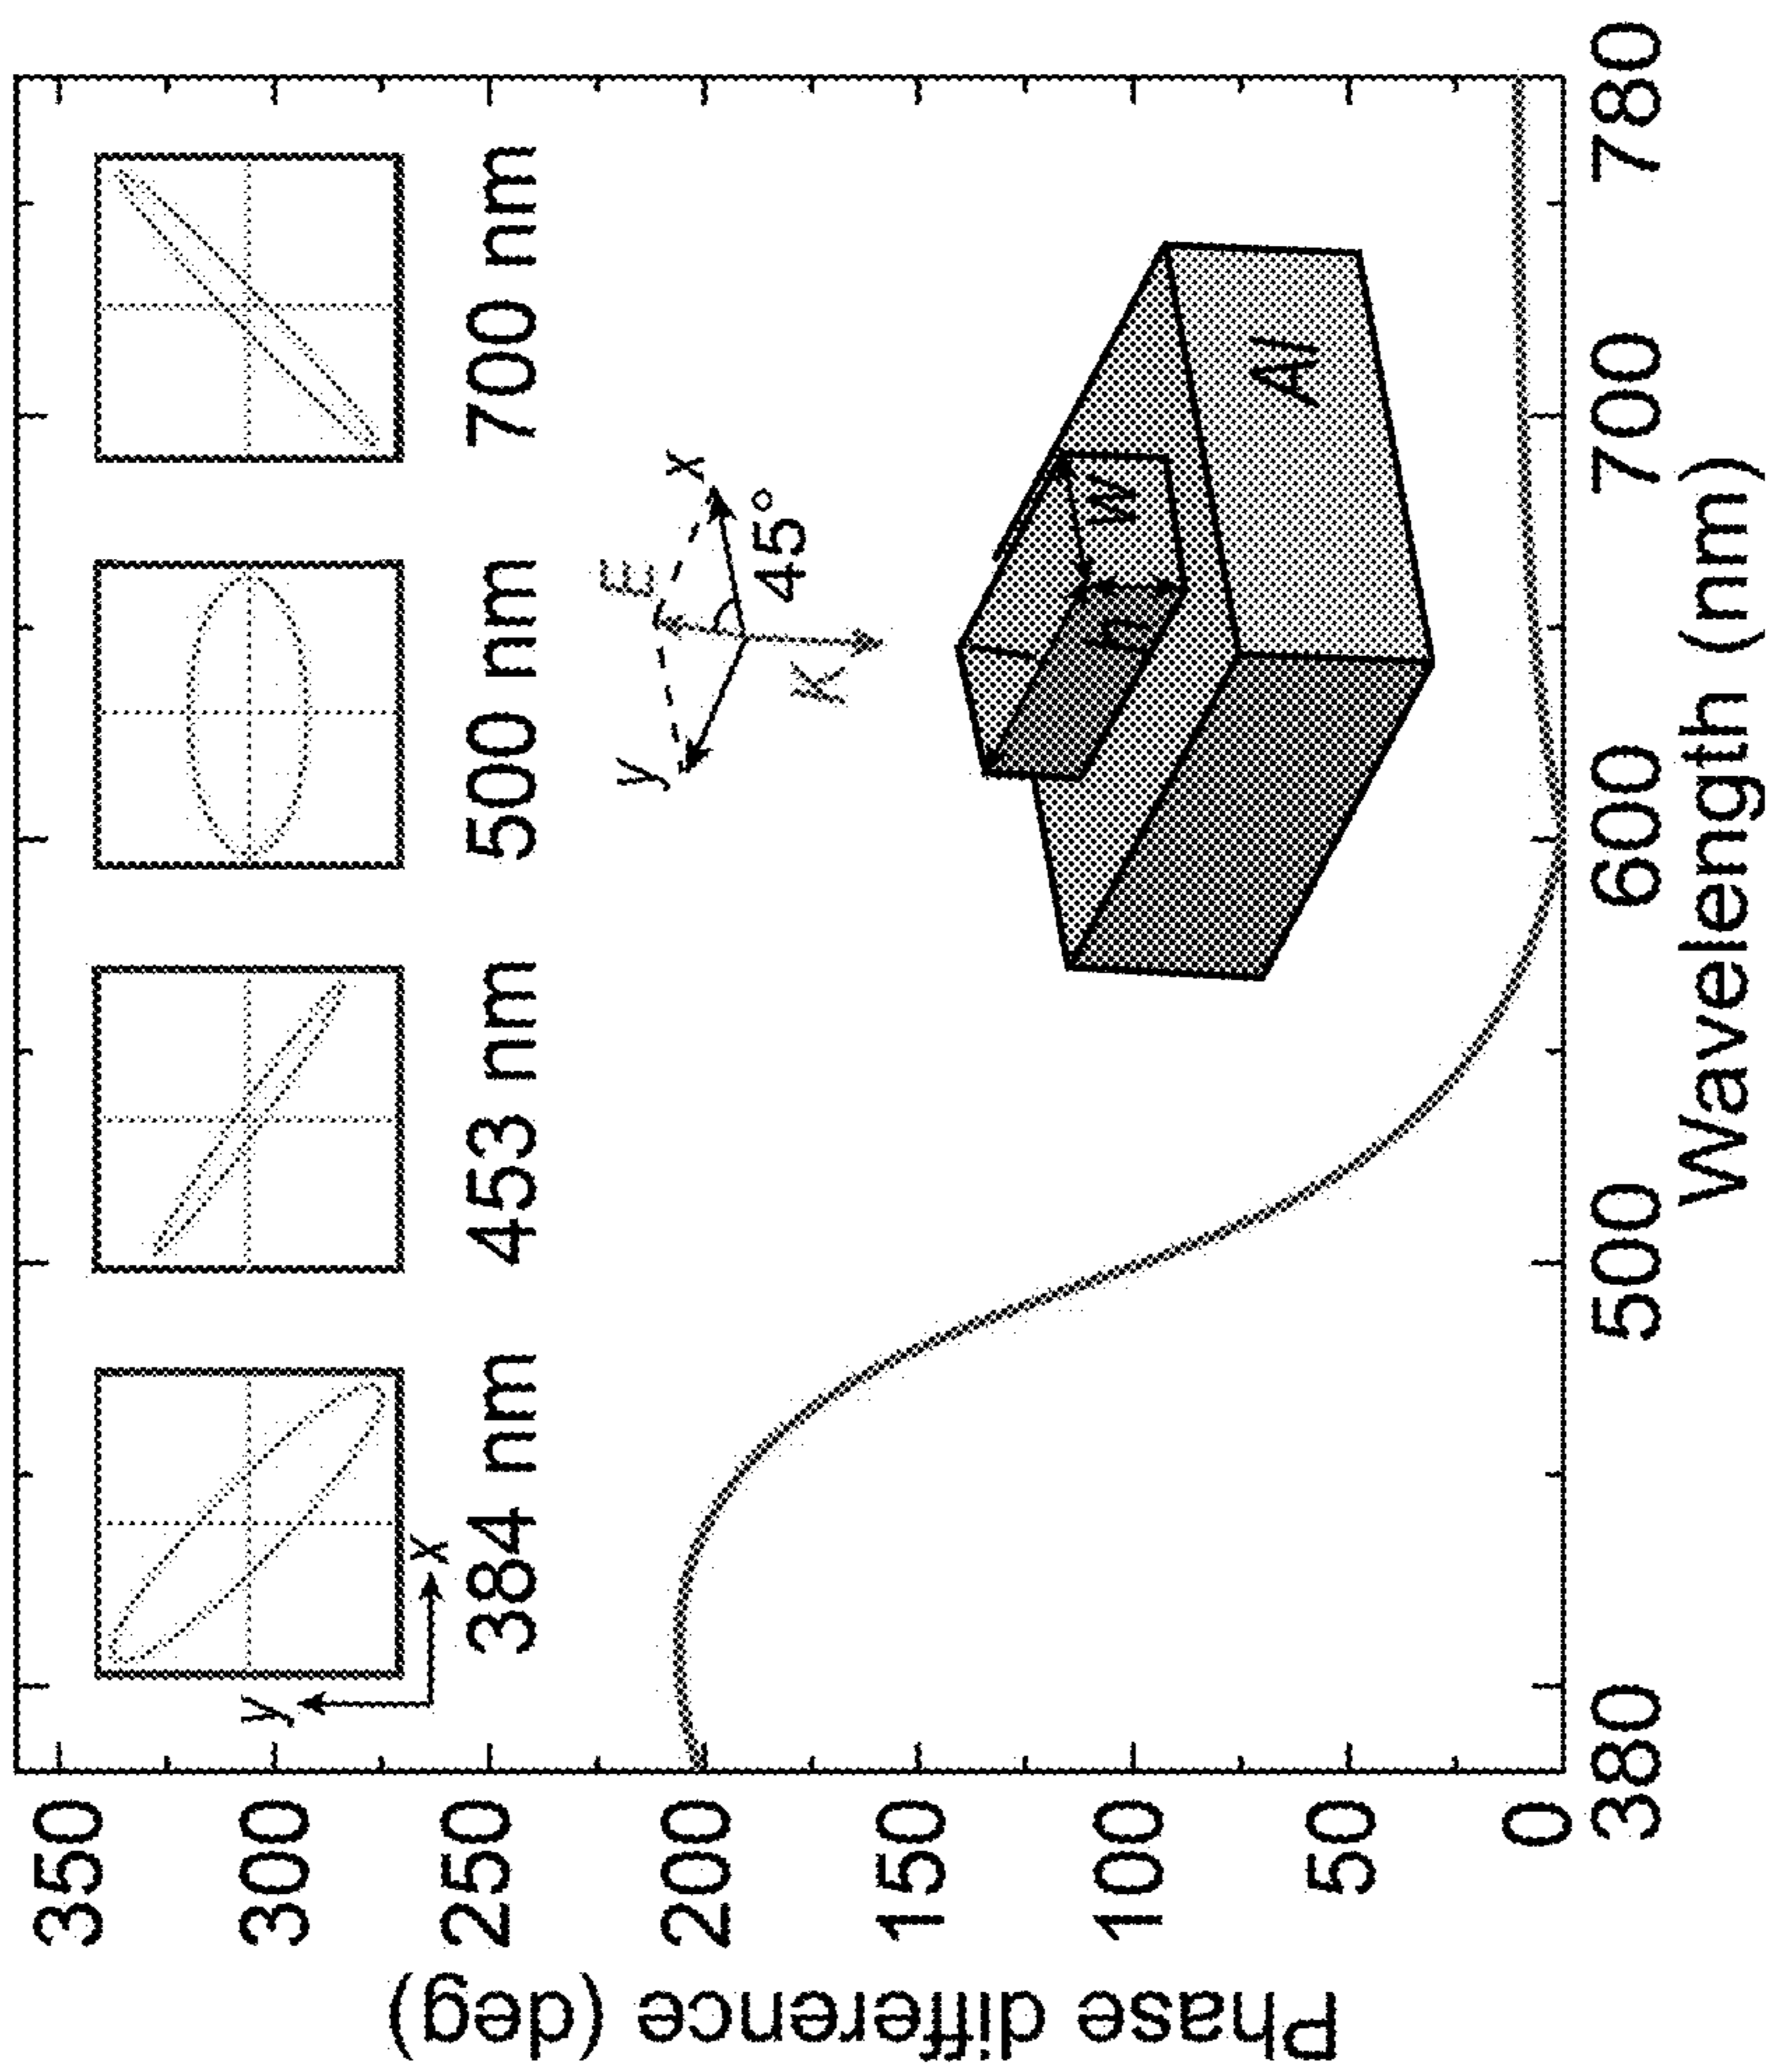 Phase difference (deg)
350
300
250
200
150
100
50
0
y
x
384 nm
453 nm
500 nm
700 nm
y
E
x
45°
K
l
h
w
Al
380
500
600
700
780
Wavelength (nm)